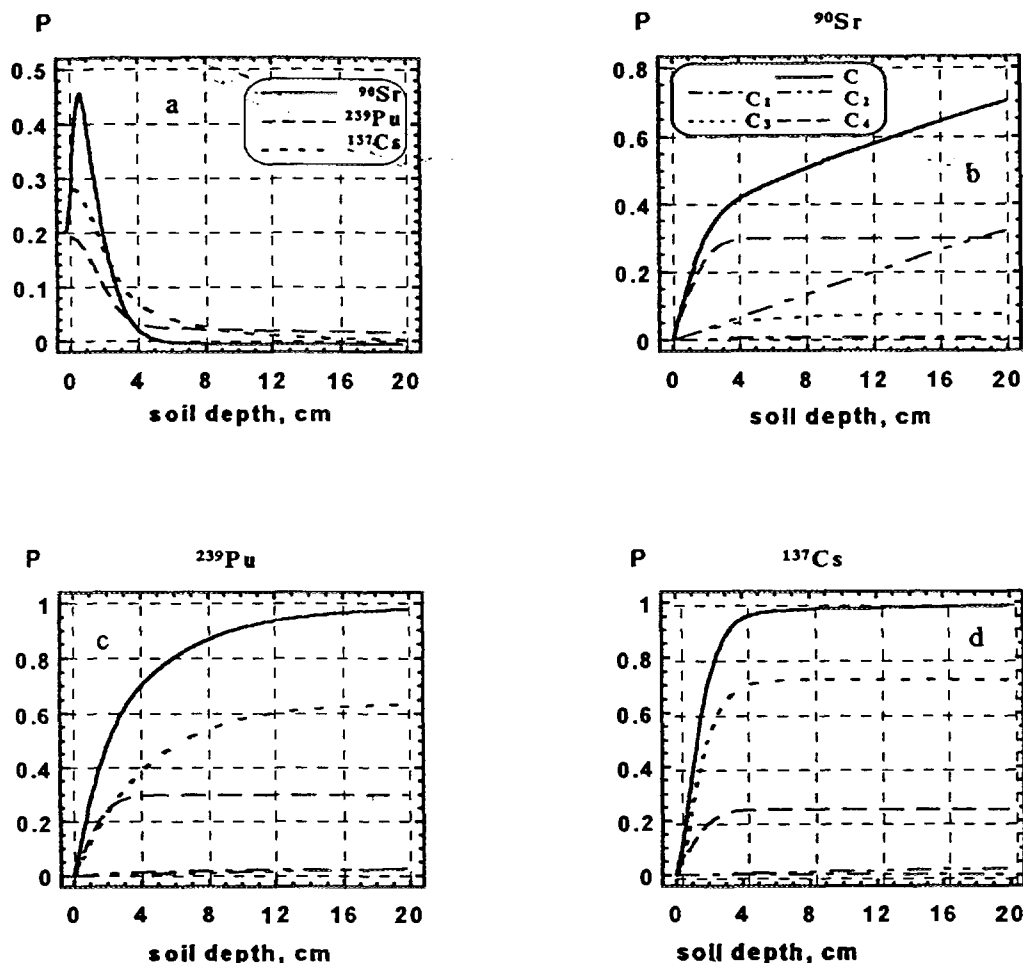 P
a
⁹⁰Sr
²³⁹Pu
¹³⁷Cs
0.5
0.4
0.3
0.2
0.1
0
0 4 8 12 16 20
soil depth, cm
P
⁹⁰Sr
C
C₁ C₂
C₃ C₄
b
0.8
0.6
0.4
0.2
0
0 4 8 12 16 20
soil depth, cm
P
²³⁹Pu
c
1
0.8
0.6
0.4
0.2
0
0 4 8 12 16 20
soil depth, cm
P
¹³⁷Cs
d
1
0.8
0.6
0.4
0.2
0
0 4 8 12 16 20
soil depth, cm